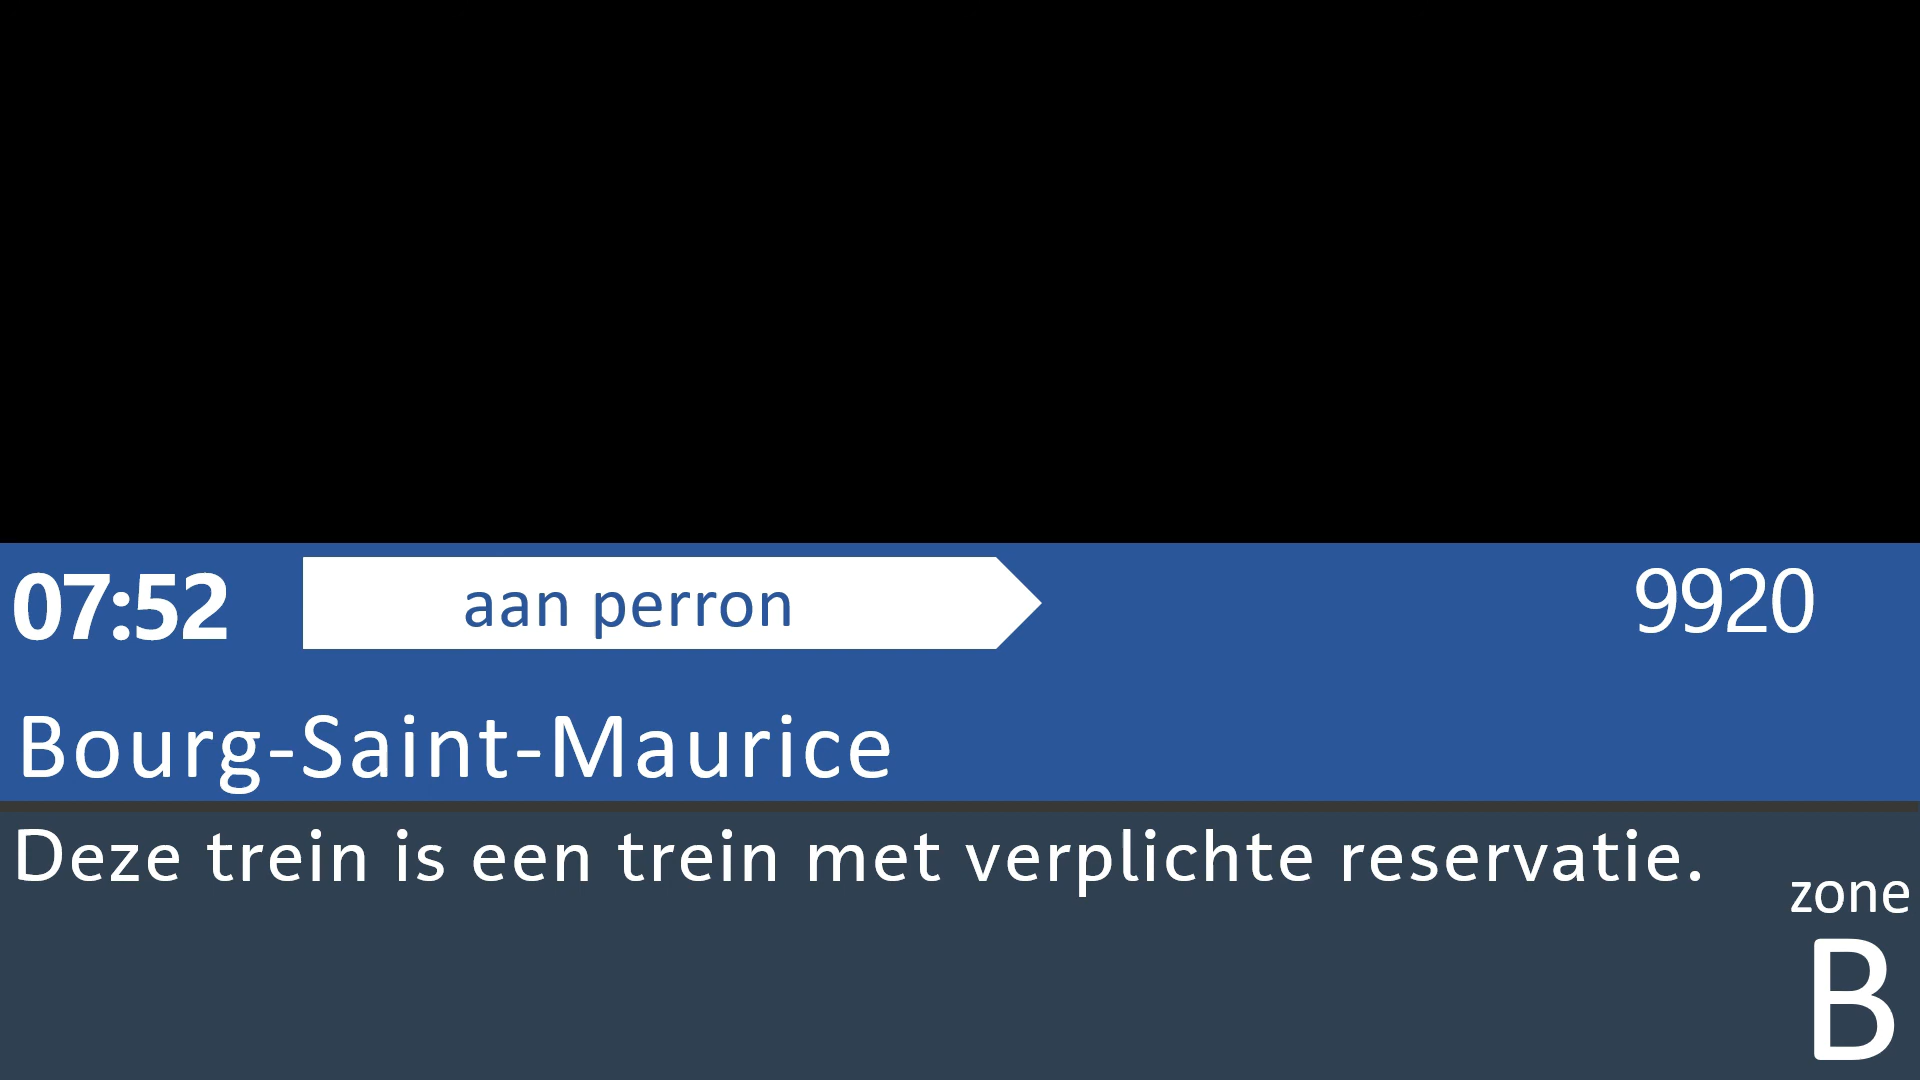 07:52 aan perron 9920
Bourg-Saint-Maurice
Deze trein is een trein met verplichte reservatie.
zone
B